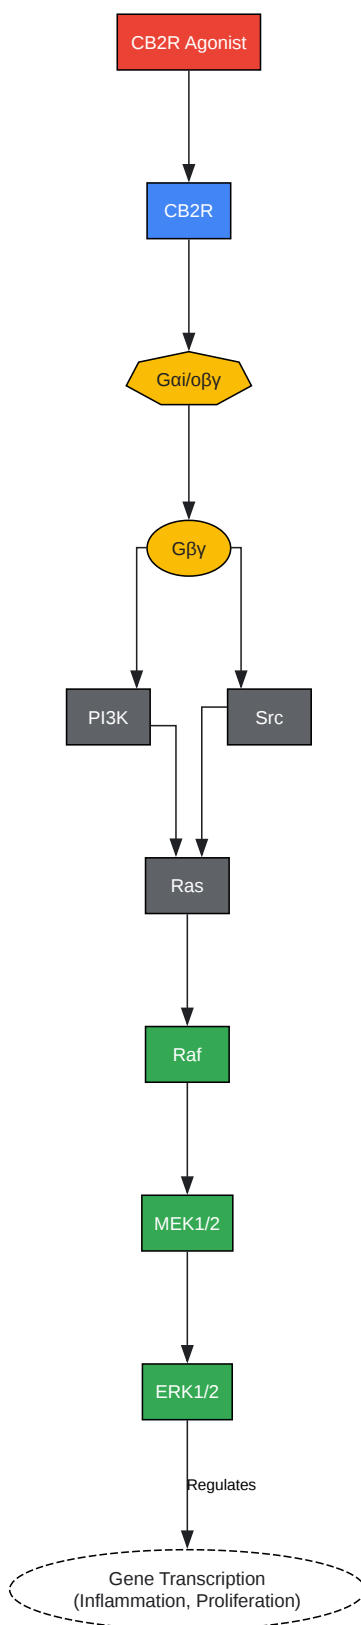 CB2R Agonist
CB2R
Gαi/oβγ
Gβγ
PI3K
Src
Ras
Raf
MEK1/2
ERK1/2
Regulates
Gene Transcription
(Inflammation, Proliferation)